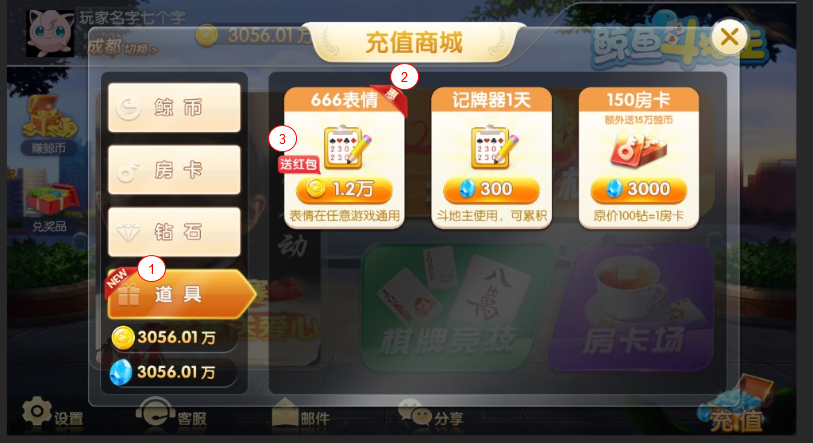 玩家名字七个字
成都 切换>
3056.01万
充值商城
鲸鱼斗地主
赚鲸币
兑奖品
鲸币
房卡
钻石
NEW
1
道具
3056.01万
3056.01万
2
惠
666表情
3
送红包
1.2万
表情在任意游戏通用
记牌器1天
300
斗地主使用，可累积
150房卡
额外送15万鲸币
3000
原价100钻=1房卡
动
棋牌竞技
房卡场
设置
客服
邮件
分享
充值